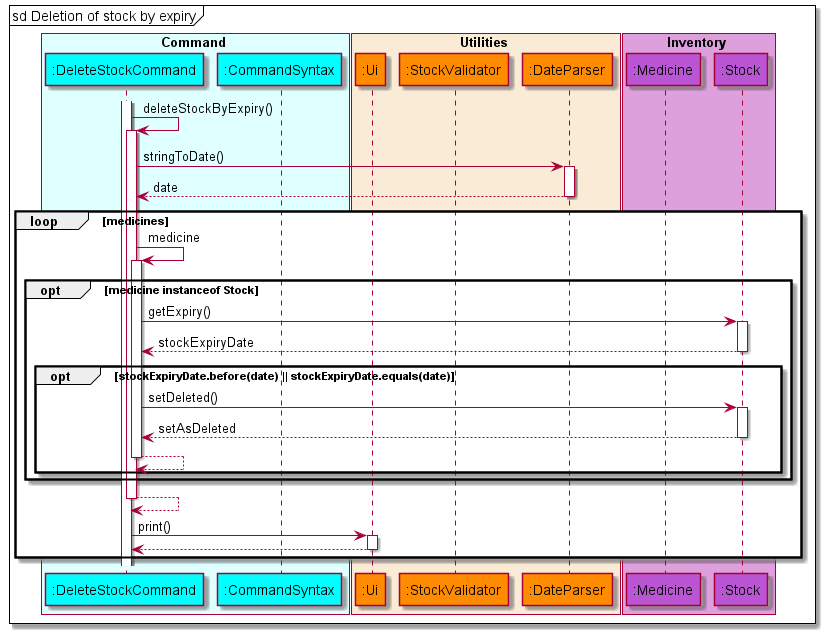 sd Deletion of stock by expiry
Command
Utilities
Inventory
:DeleteStockCommand
:CommandSyntax
:Ui
:StockValidator
:DateParser
:Medicine
:Stock
deleteStockByExpiry()
stringToDate()
date
loop
[medicines]
medicine
opt
[medicine instanceof Stock]
getExpiry()
stockExpiryDate
opt
[stockExpiryDate.before(date) || stockExpiryDate.equals(date)]
setDeleted()
setAsDeleted
print()
:DeleteStockCommand
:CommandSyntax
:Ui
:StockValidator
:DateParser
:Medicine
:Stock